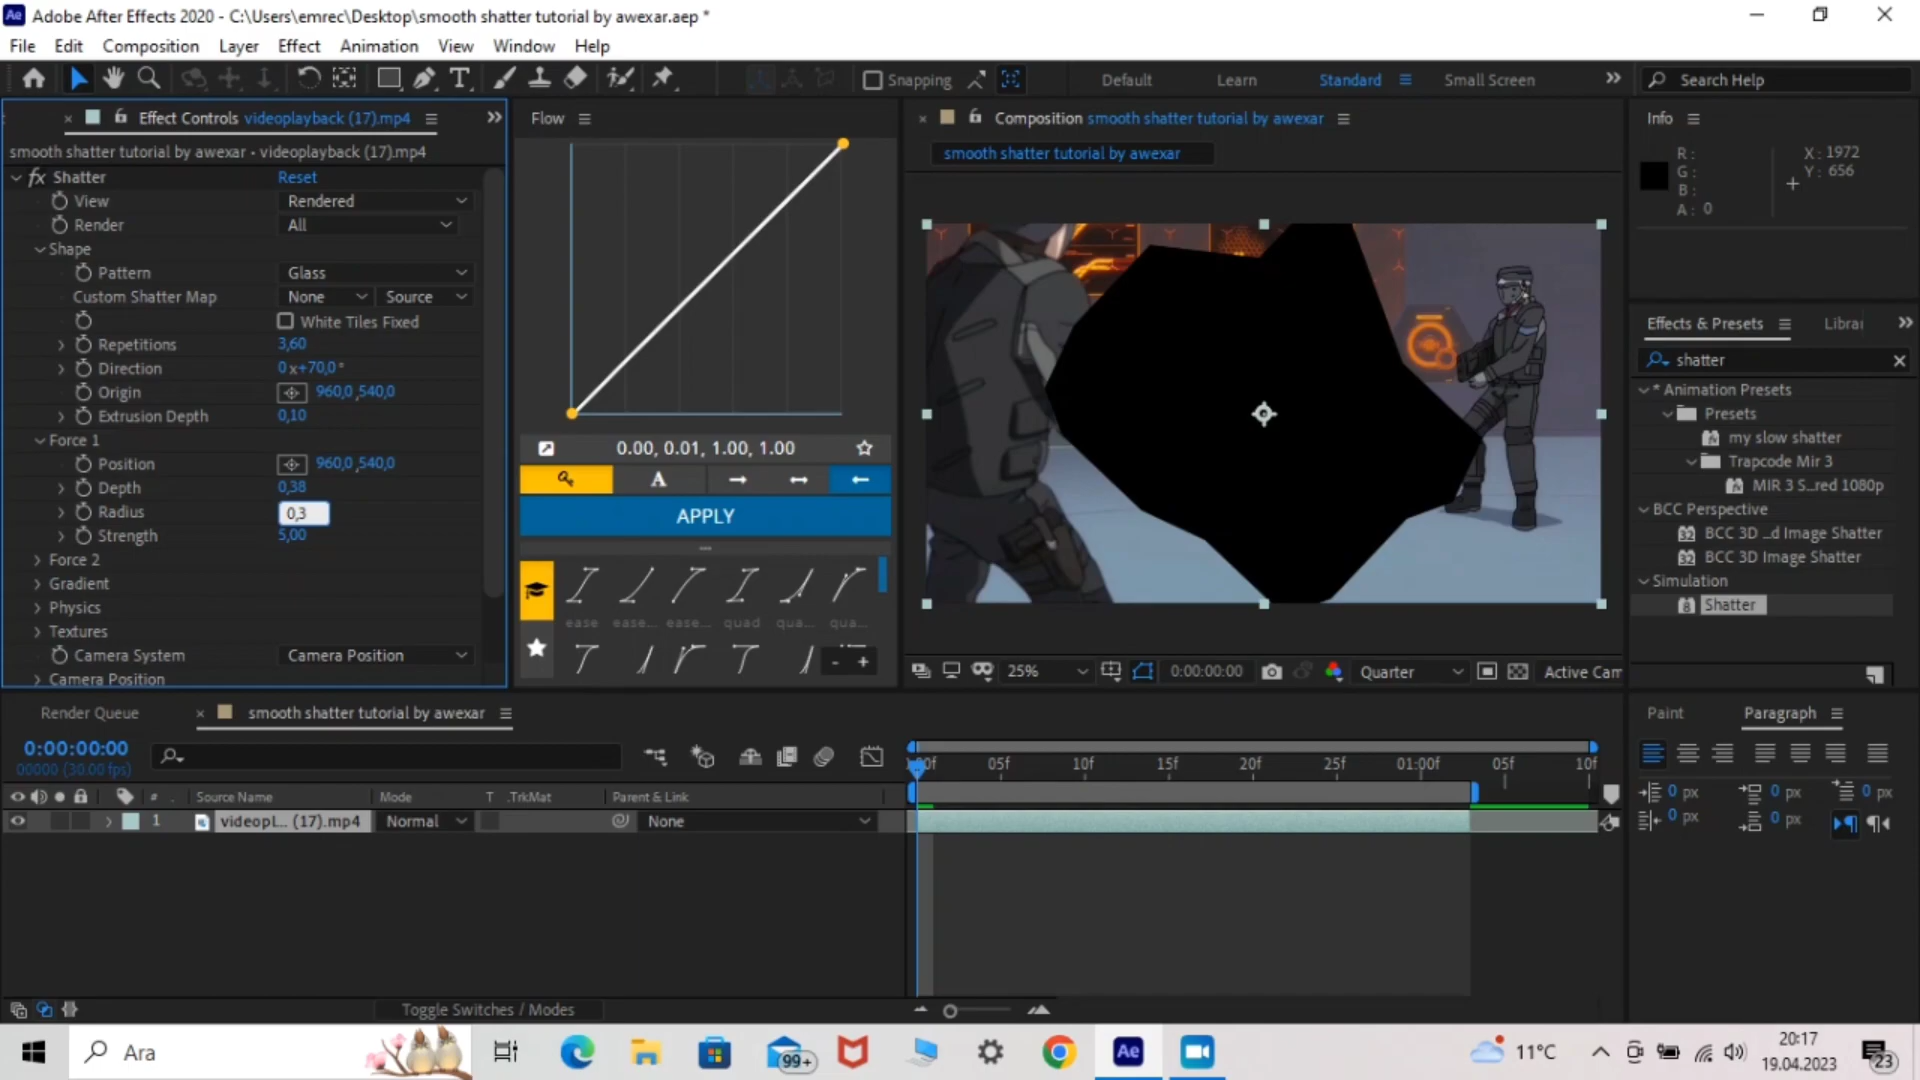 Adobe After Effects 2020 - C:\Users\emrec\Desktop\smooth shatter tutorial by awexar.aep *
File Edit Composition Layer Effect Animation View Window Help
Snapping Default Learn Standard Small Screen Search Help
Effect Controls videoplayback (17).mp4
smooth shatter tutorial by awexar • videoplayback (17).mp4
fx Shatter Reset
View Rendered
Render All
Shape
Pattern Glass
Custom Shatter Map None Source
White Tiles Fixed
Repetitions 3,60
Direction 0x+70,0°
Origin 960,0,540,0
Extrusion Depth 0,10
Force 1
Position 960,0,540,0
Depth 0,38
Radius 0,3
Strength 5,00
Force 2
Gradient
Physics
Textures
Camera System Camera Position
Camera Position
Flow
0.00, 0.01, 1.00, 1.00
A
APPLY
ease ease... ease... quad qua... qua...
- +
Composition smooth shatter tutorial by awexar
smooth shatter tutorial by awexar
25% 0:00:00:00 Quarter Active Cam
Info
R: X: 1972
G: Y: 656
B:
A: 0
Effects & Presets Librai
shatter
* Animation Presets
Presets
my slow shatter
Trapcode Mir 3
MIR 3 S...red 1080p
BCC Perspective
BCC 3D ...d Image Shatter
BCC 3D Image Shatter
Simulation
Shatter
Render Queue smooth shatter tutorial by awexar
0:00:00:00
00000 (30.00 fps)
# Source Name Mode T .TrkMat Parent & Link
1 videopl... (17).mp4 Normal None
:00f 05f 10f 15f 20f 25f 01:00f 05f 10f
Toggle Switches / Modes
Paint Paragraph
0 px 0 px 0 px
0 px 0 px
Ara 99+ Ae 11°C 20:17
19.04.2023 23